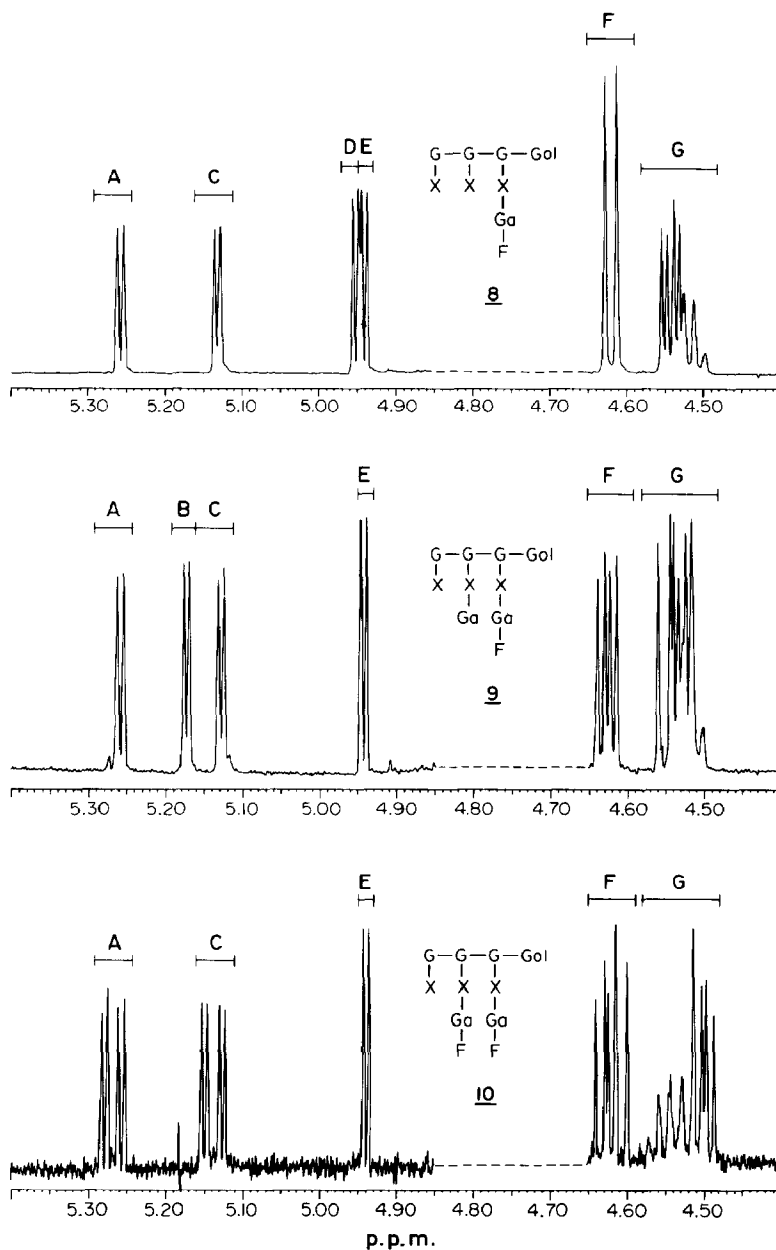 F
A C D E G
G—G—G—Gol
X X X
Ga
F
8
5.30 5.20 5.10 5.00 4.90 4.80 4.70 4.60 4.50
E F
A B C G
G—G—G—Gol
X X X
Ga Ga
F
9
5.30 5.20 5.10 5.00 4.90 4.80 4.70 4.60 4.50
E F G
A C
G—G—G—Gol
X X X
Ga Ga
F F
10
5.30 5.20 5.10 5.00 4.90 4.80 4.70 4.60 4.50
p.p.m.